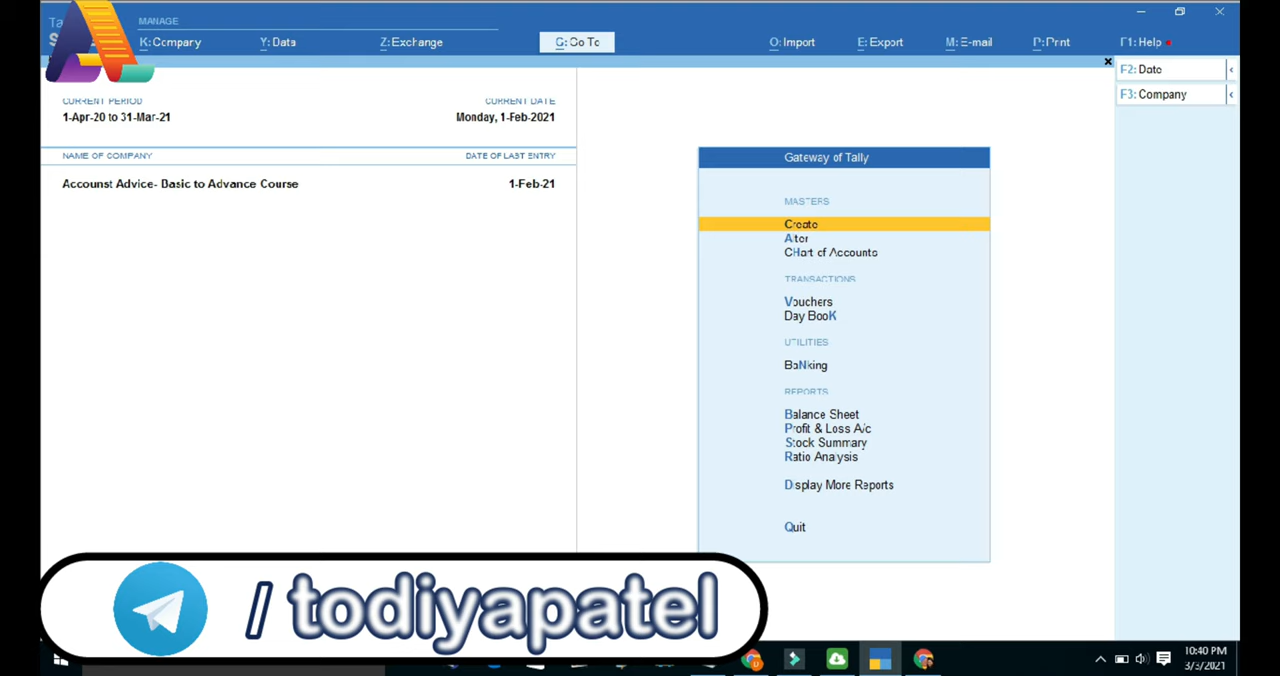 MANAGE
K: Company
Y: Data
Z: Exchange
G: Go To
O: Import
E: Export
M: E-mail
P: Print
F1: Help
F2: Date
F3: Company
CURRENT PERIOD
CURRENT DATE
1-Apr-20 to 31-Mar-21
Monday, 1-Feb-2021
NAME OF COMPANY
DATE OF LAST ENTRY
Accounst Advice- Basic to Advance Course
1-Feb-21
Gateway of Tally
MASTERS
Create
Alter
CHart of Accounts
TRANSACTIONS
Vouchers
Day BooK
UTILITIES
BaNking
REPORTS
Balance Sheet
Profit & Loss A/c
Stock Summary
Ratio Analysis
Display More Reports
Quit
/ todiyapatel
10:40 PM
3/3/2021